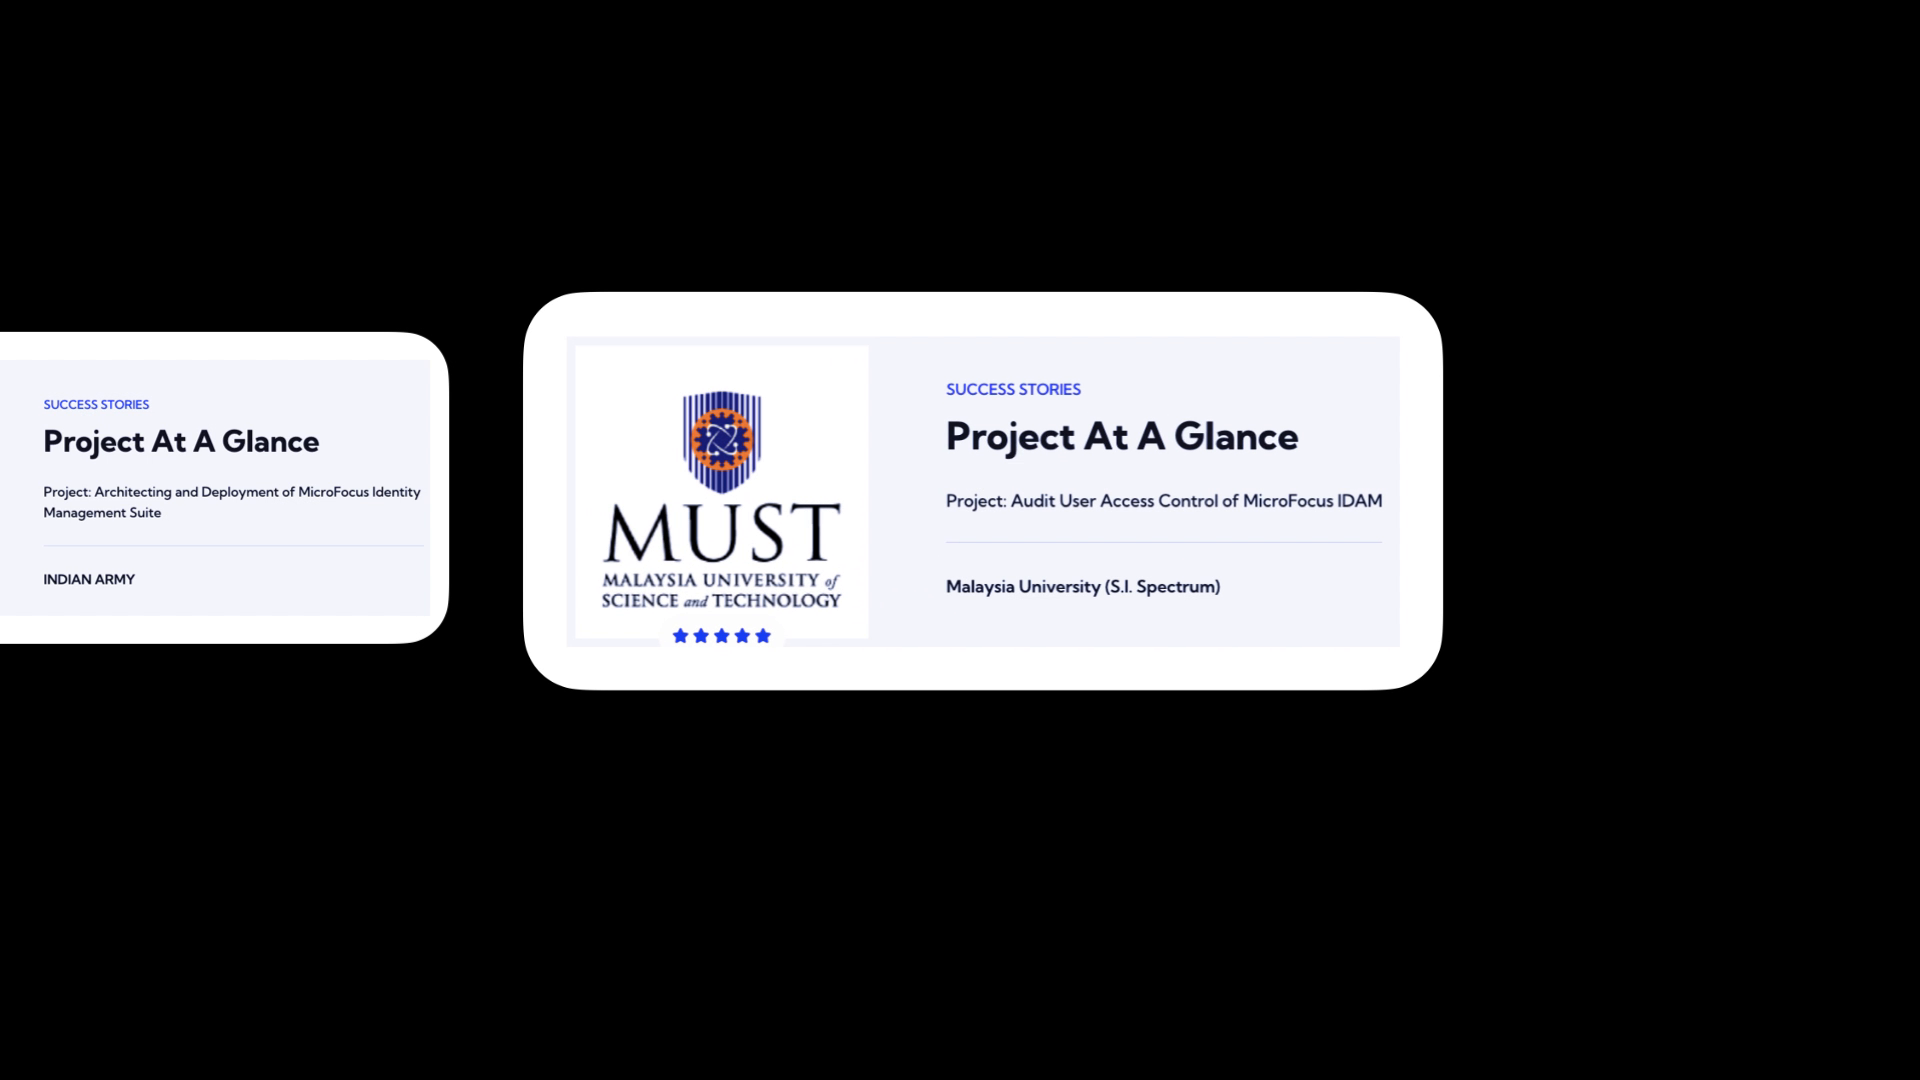 SUCCESS STORIES
Project At A Glance
Project: Architecting and Deployment of MicroFocus Identity
Management Suite
INDIAN ARMY
MUST
MALAYSIA UNIVERSITY of
SCIENCE and TECHNOLOGY
SUCCESS STORIES
Project At A Glance
Project: Audit User Access Control of MicroFocus IDAM
Malaysia University (S.I. Spectrum)